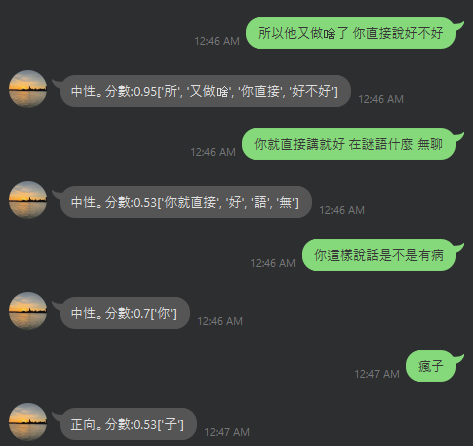 所以他又做啥了 你直接說好不好
12:46 AM
中性。分數:0.95['所', '又做啥', '你直接', '好不好']
12:46 AM
你就直接講就好 在謎語什麼 無聊
12:46 AM
中性。分數:0.53['你就直接', '好', '語', '無']
12:46 AM
你這樣說話是不是有病
12:46 AM
中性。分數:0.7['你']
12:46 AM
瘋子
12:47 AM
正向。分數:0.53['子']
12:47 AM